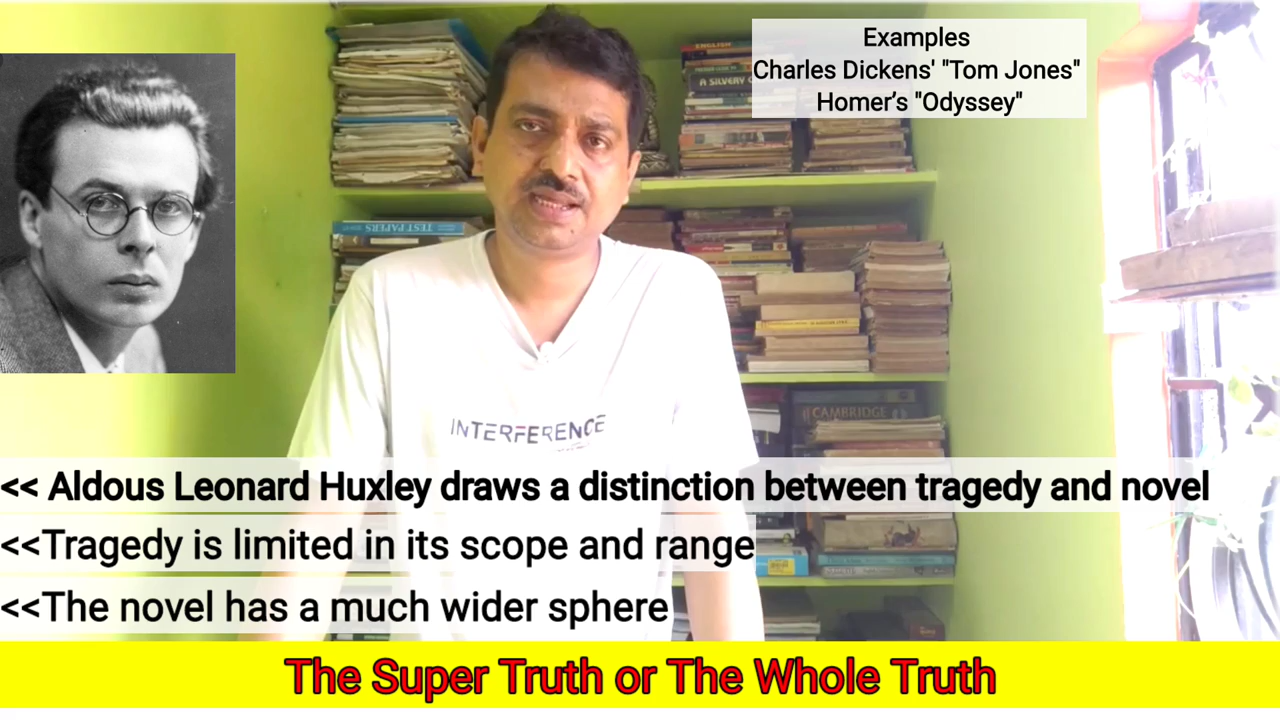 Examples
Charles Dickens' "Tom Jones"
Homer’s "Odyssey"
ENGLISH
A SILVERY
TEST PAPERS
CAMBRIDGE
INTERFERENCE
<< Aldous Leonard Huxley draws a distinction between tragedy and novel
<<Tragedy is limited in its scope and range
<<The novel has a much wider sphere
The Super Truth or The Whole Truth